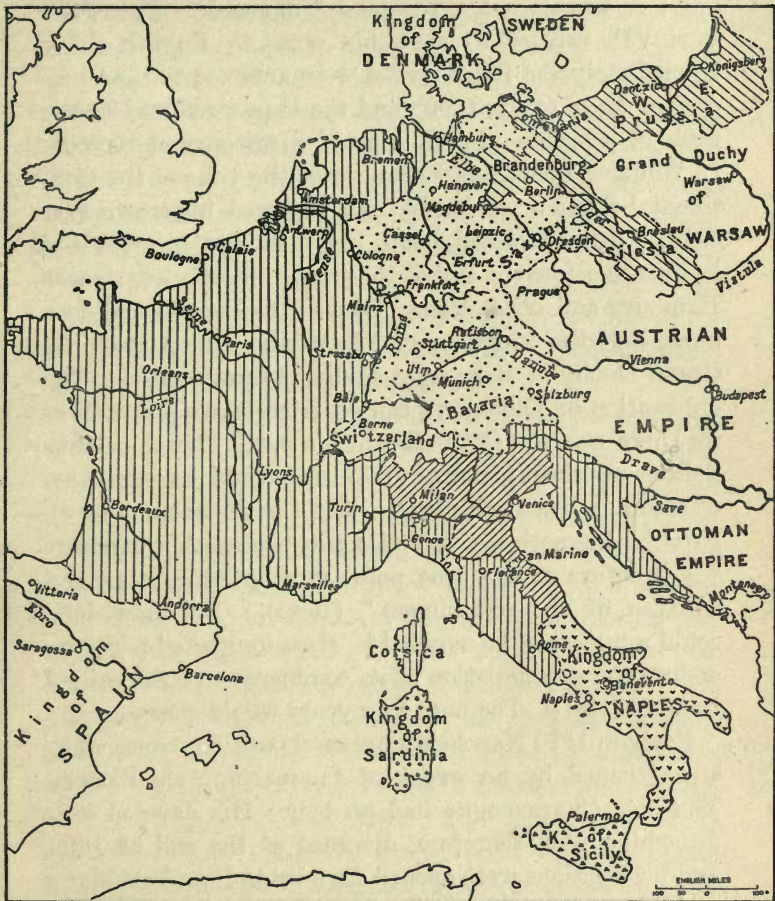 Kingdom
of
DENMARK
SWEDEN
Königsberg
Dantzic
W.
E.
Prussia
Pomerania
Hamburg
Bremen
Elbe
Brandenburg
Grand Duchy
of
WARSAW
Warsaw
Berlin
Amsterdam
Magdeburg
Oder
Antwerp
Cassel
Leipzic
Saxony
Dresden
Breslau
Silesia
Calais
Boulogne
Meuse
Cologne
Erfurt
Vistula
Frankfort
Prague
Mainz
Seine
Paris
Rhine
Ratisbon
AUSTRIAN
EMPIRE
Strassburg
Stuttgart
Danube
Vienna
Orleans
Ulm
Munich
Salzburg
Budapest
Loire
Bâle
Bavaria
Berne
Switzerland
Drave
Lyons
Milan
Venice
Save
Bordeaux
Turin
Po
OTTOMAN
EMPIRE
Genoa
San Marino
Florence
Montenegro
Vittoria
Marseilles
Andorra
Ebro
Saragossa
Corsica
Rome
Kingdom
of
NAPLES
Benevento
Naples
Barcelona
Kingdom
of
SPAIN
Kingdom
of
Sardinia
Palermo
K. of
Sicily
ENGLISH MILES
100 50 0 100